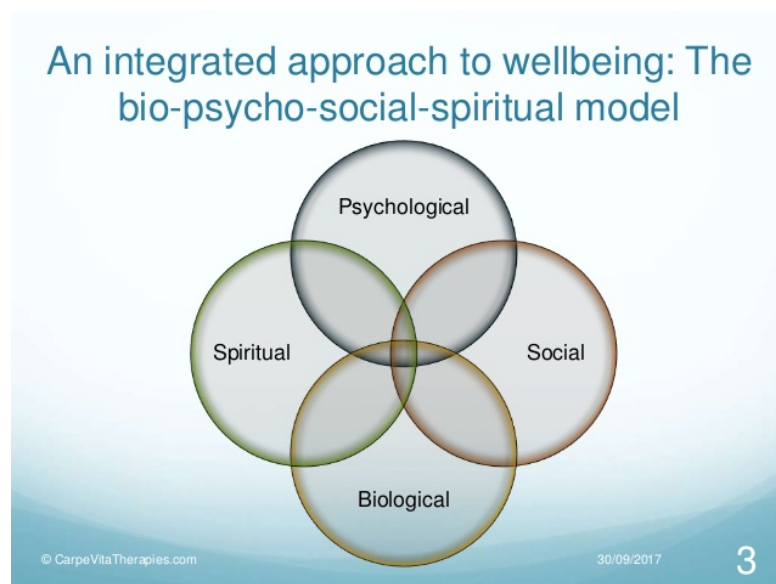 An integrated approach to wellbeing: The
bio-psycho-social-spiritual model
Psychological
Spiritual
Social
Biological
© CarpeVitaTherapies.com
30/09/2017
3